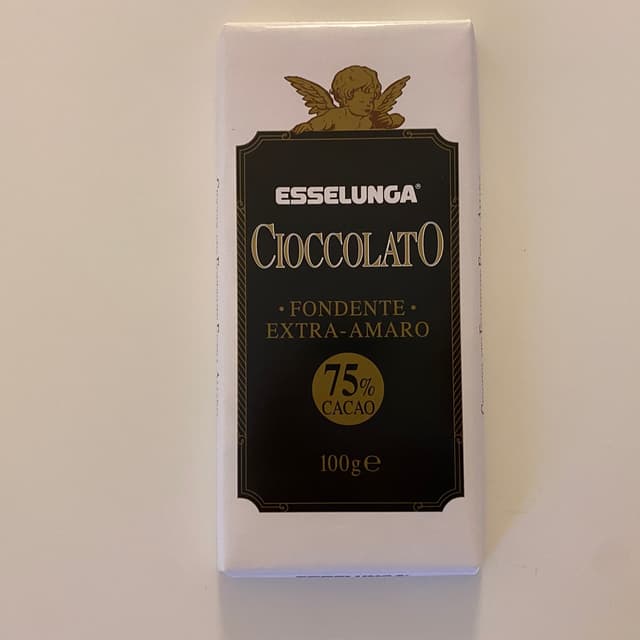 ESSELUNGA®
CIOCCOLATO
• FONDENTE •
EXTRA-AMARO
75%
CACAO
100g ℮